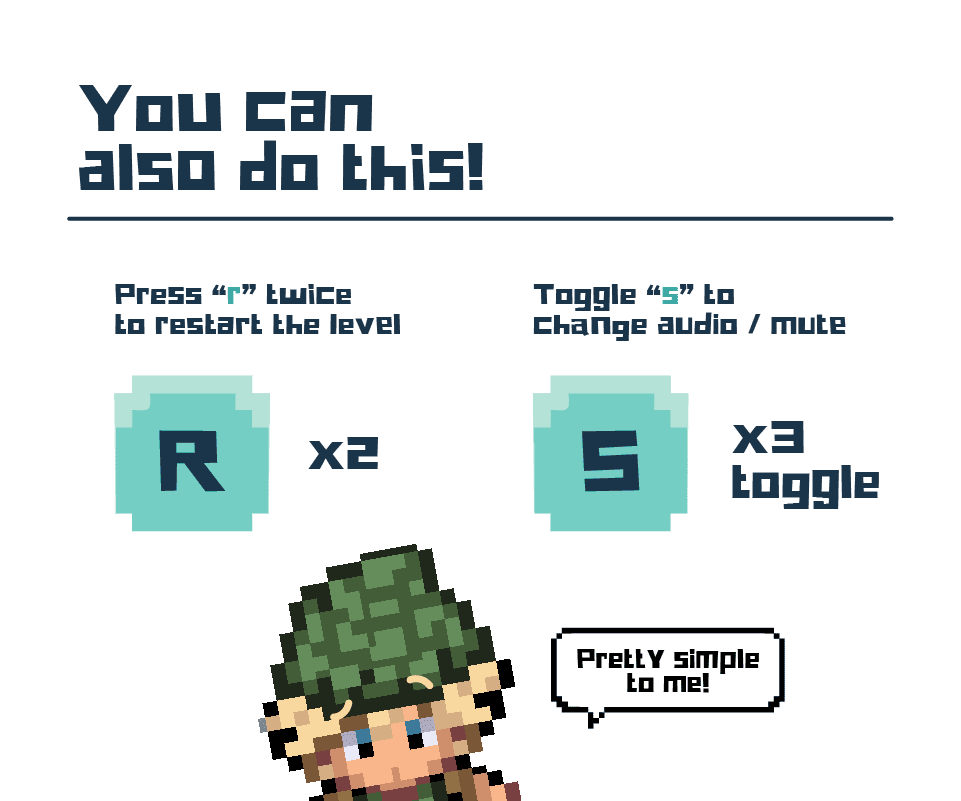 You can
also do this!
Press “r” twice
to restart the level
Toggle “s” to
change audio / mute
R
x2
S
x3
toggle
Pretty simple
to me!